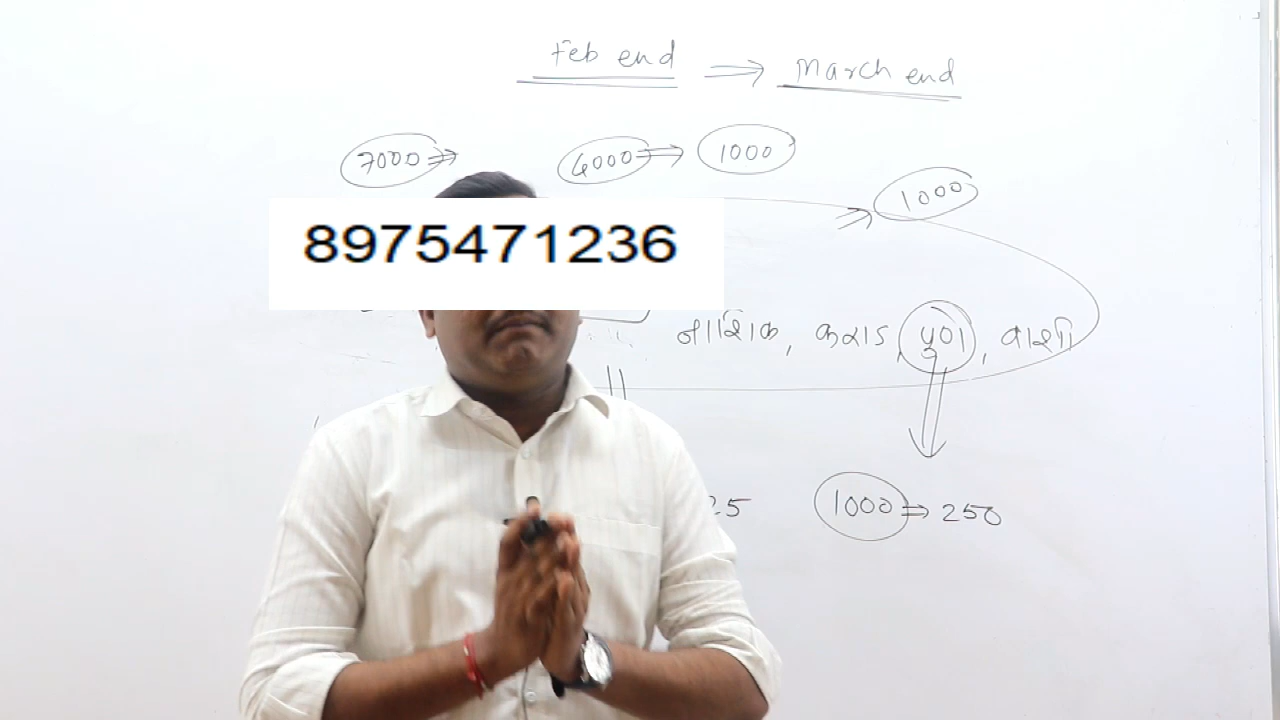 Feb end ⇒ March end
7000 ⇒ 6000 ⇒ 1000
⇒ 1000
8975471236
नाशिक, कराड, पुणे, वाशी
25 1000 ⇒ 250